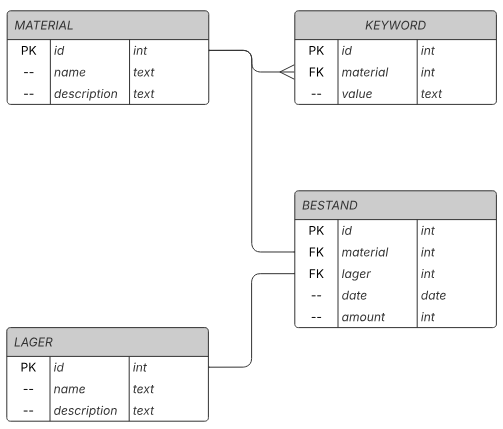 MATERIAL
PK id int
-- name text
-- description text
KEYWORD
PK id int
FK material int
-- value text
BESTAND
PK id int
FK material int
FK lager int
-- date date
-- amount int
LAGER
PK id int
-- name text
-- description text